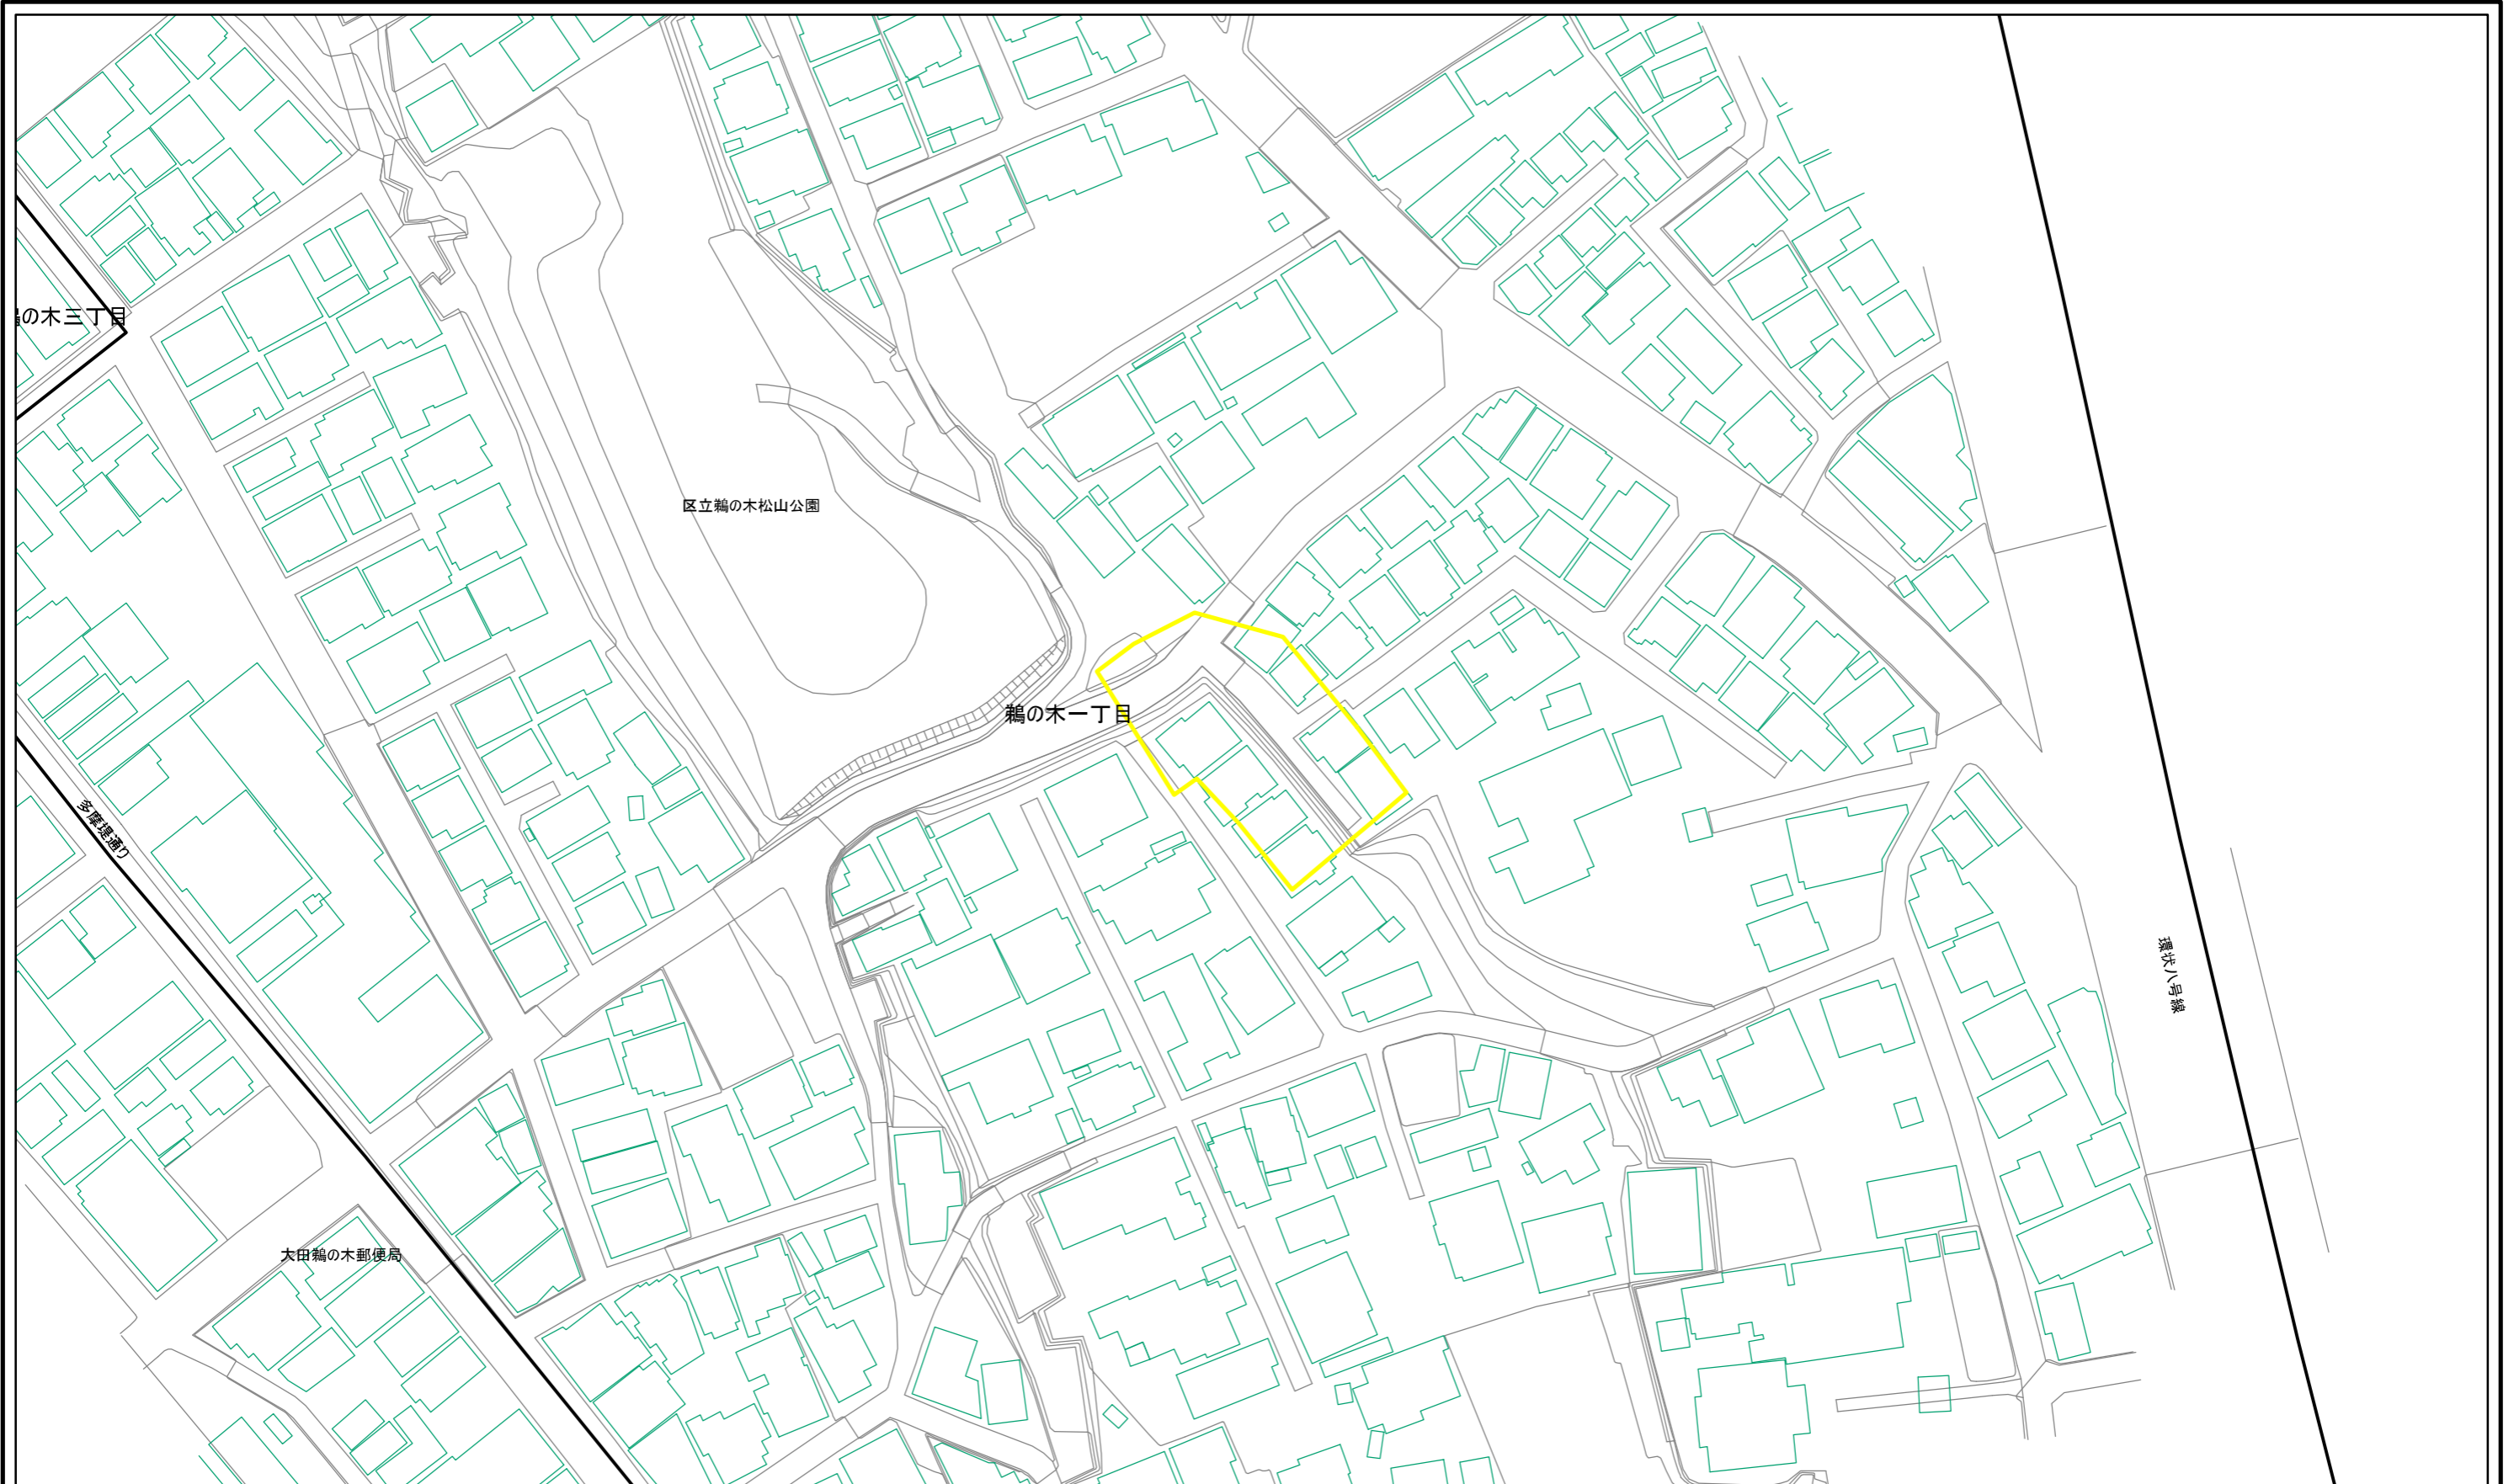 の木三丁目
区立鵜の木松山公園
鵜の木一丁目
多摩堤通り
環状八号線
大田鵜の木郵便局